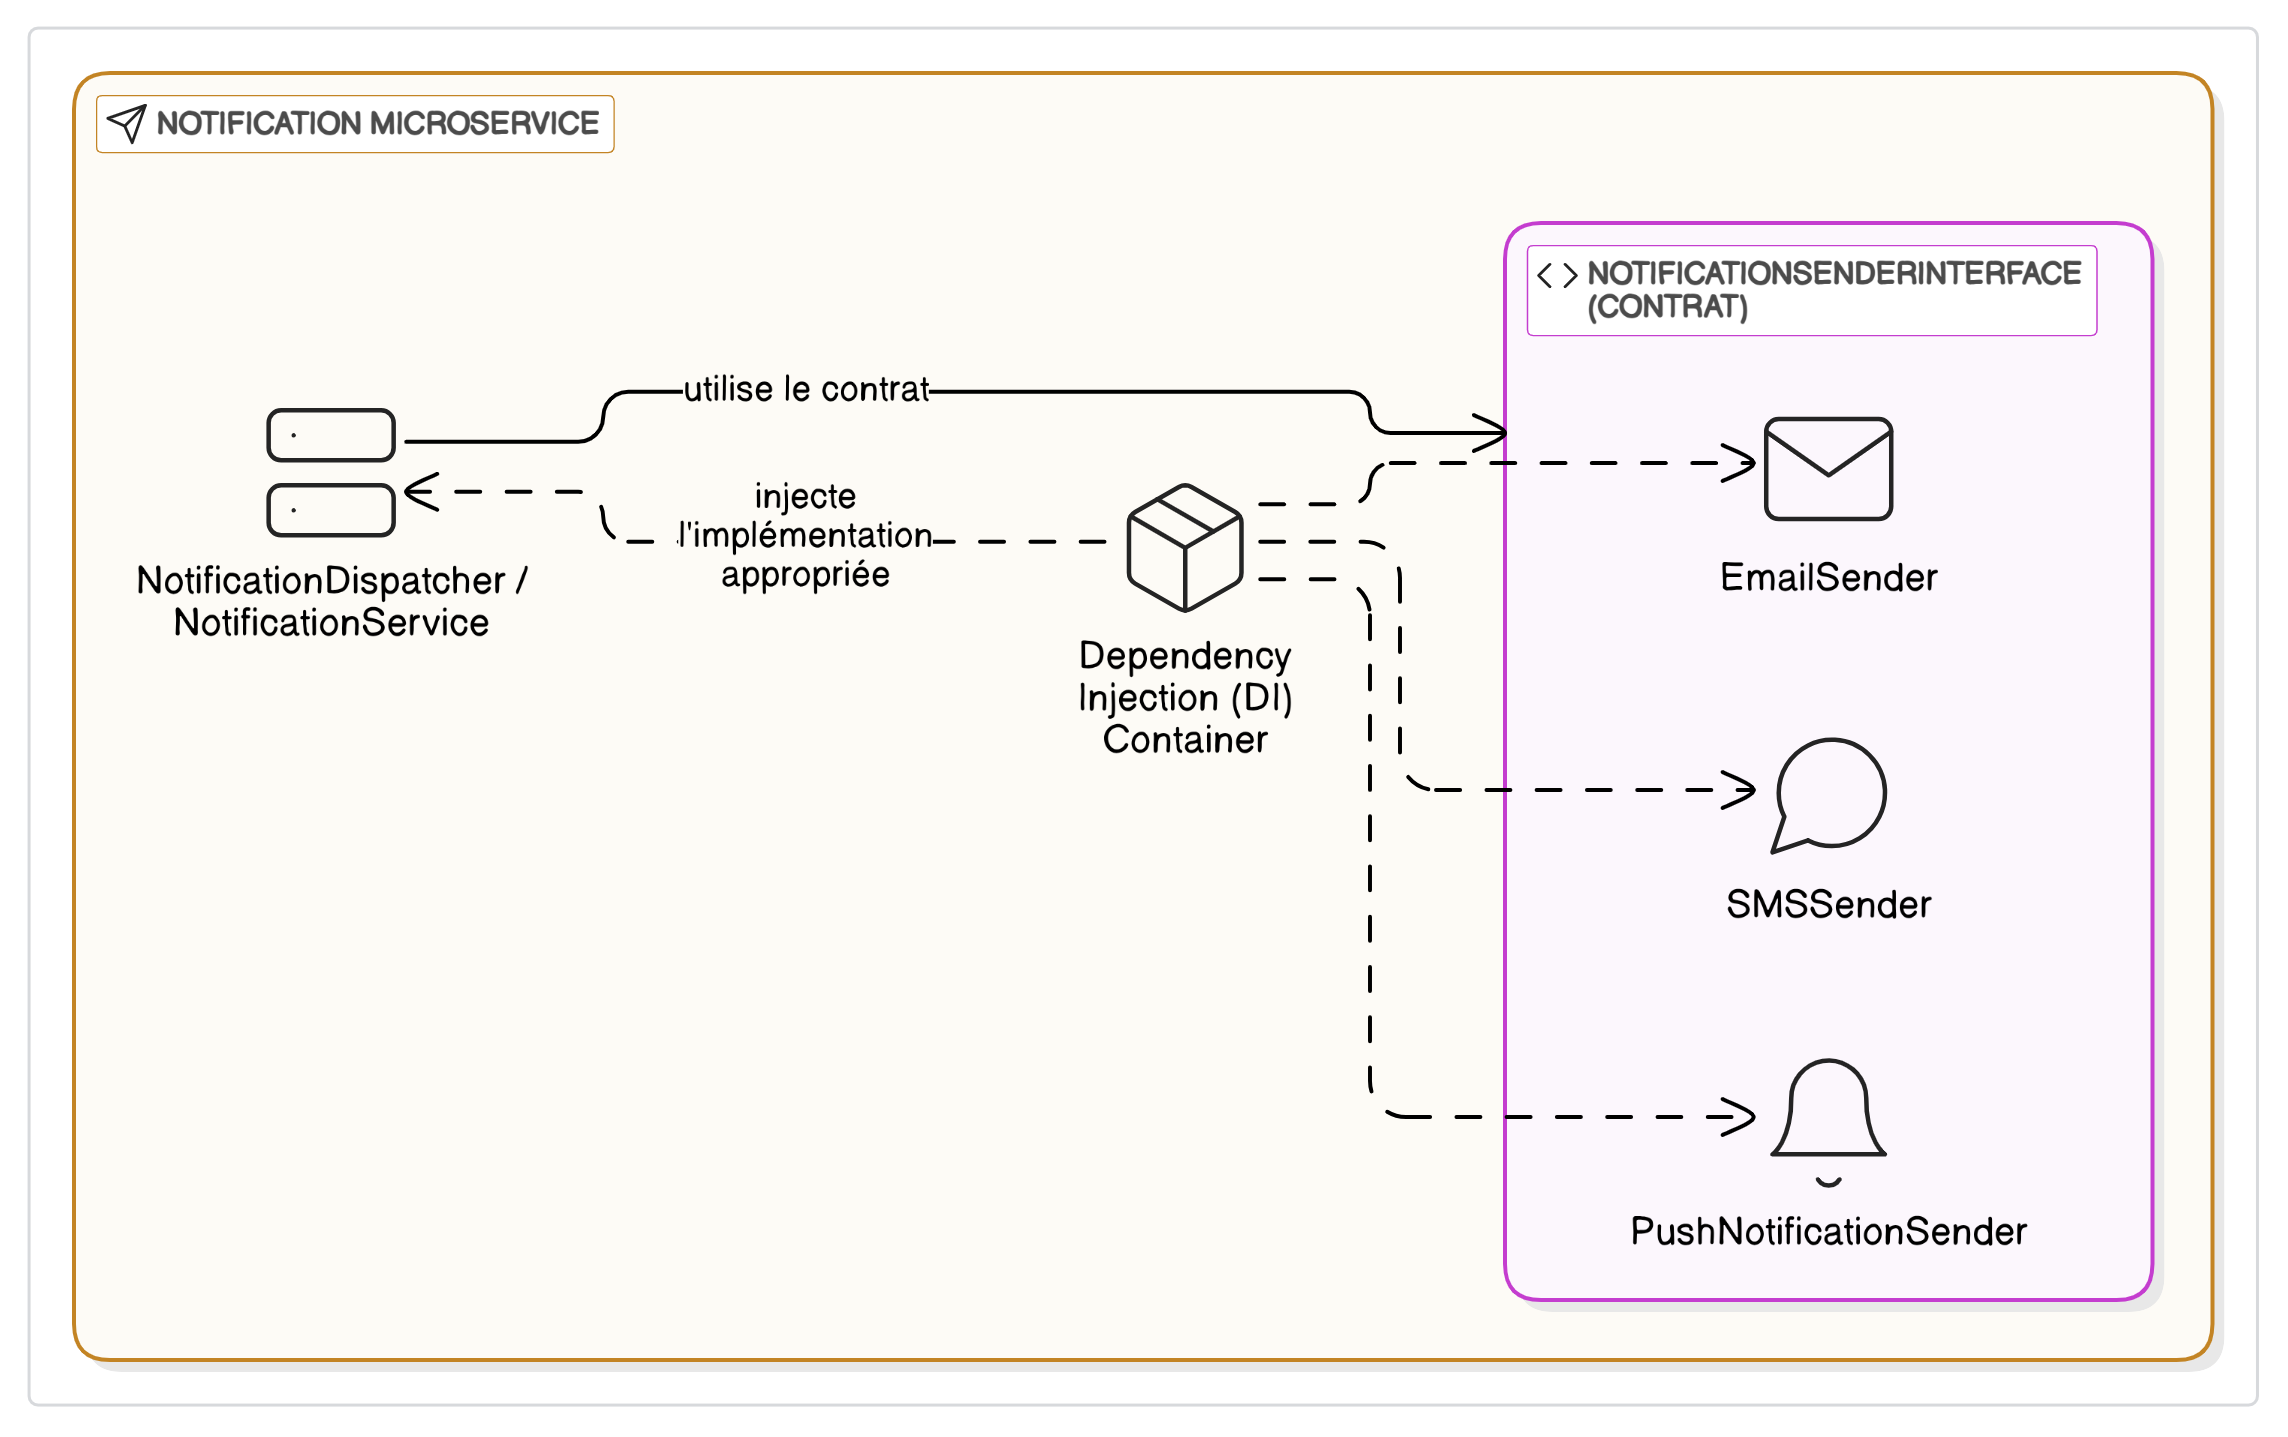 NOTIFICATION MICROSERVICE
NOTIFICATIONSENDERINTERFACE
(CONTRAT)
utilise le contrat
injecte
l'implémentation
appropriée
NotificationDispatcher /
NotificationService
Dependency
Injection (DI)
Container
EmailSender
SMSSender
PushNotificationSender